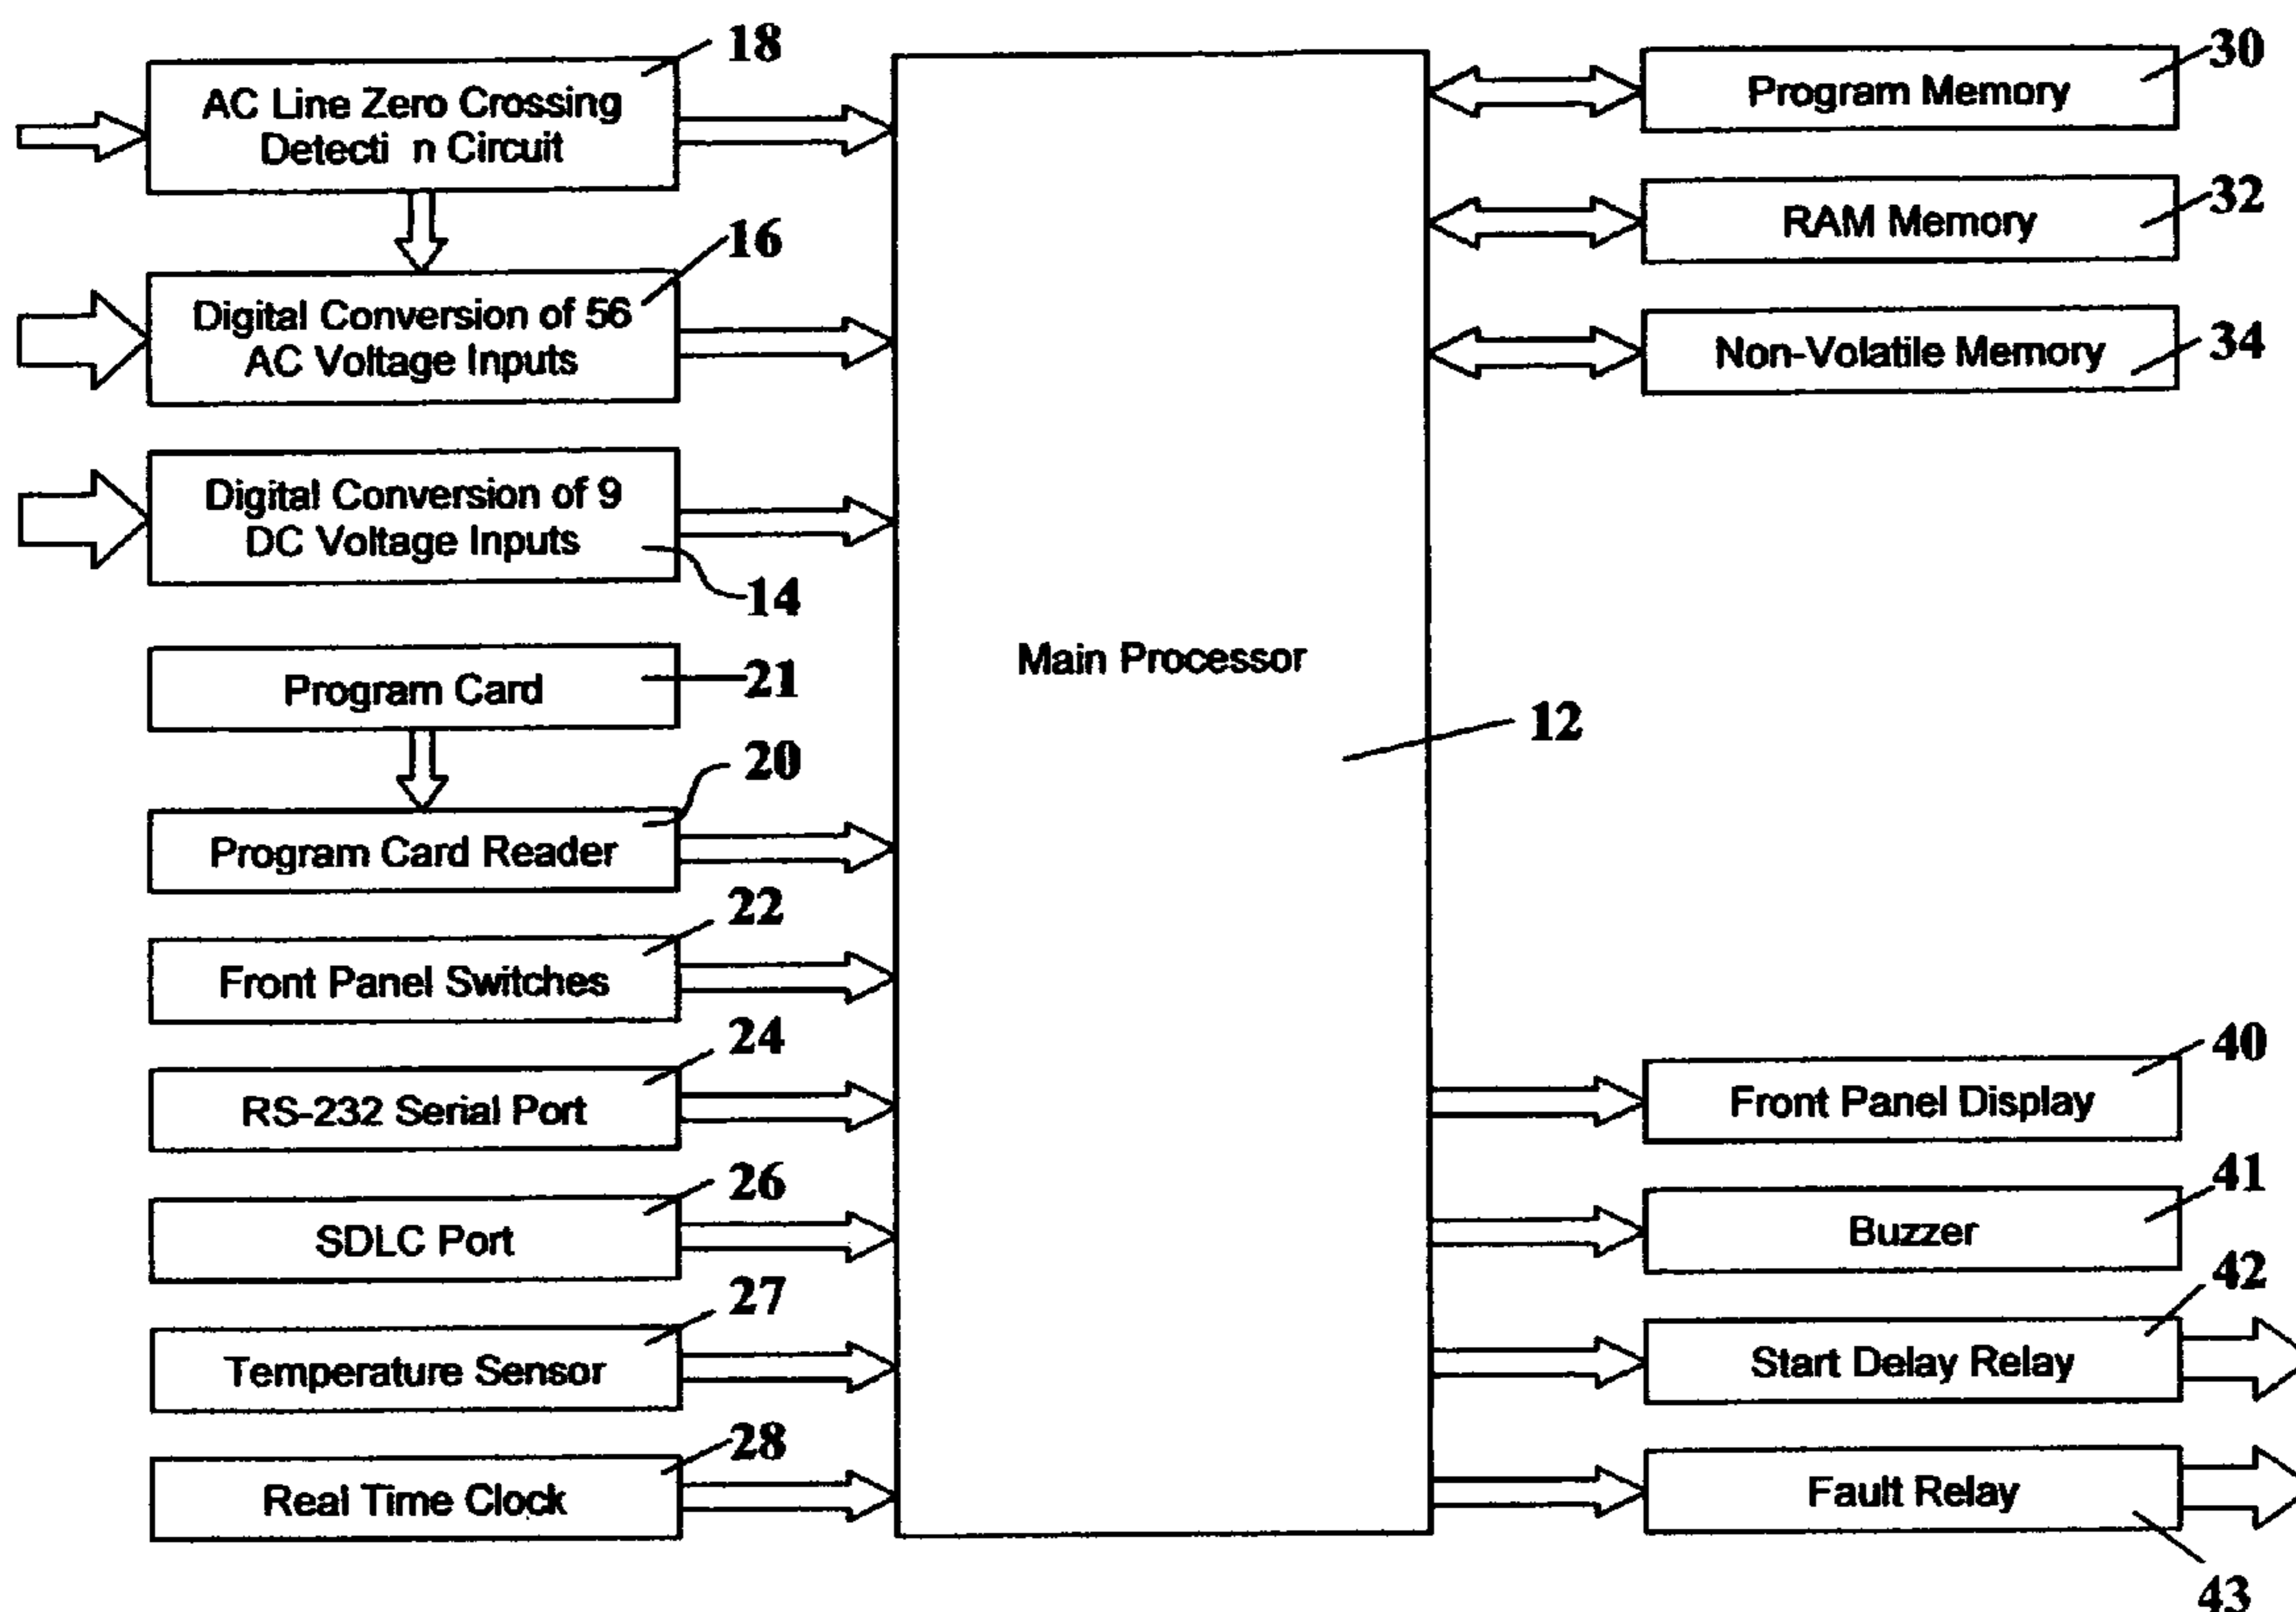 18
AC Line Zero Crossing
Detecti n Circuit
16
Digital Conversion of 56
AC Voltage Inputs
Digital Conversion of 9
DC Voltage Inputs
14
Program Card
21
20
Program Card Reader
22
Front Panel Switches
24
RS-232 Serial Port
26
SDLC Port
27
Temperature Sensor
28
Real Time Clock
Main Processor
12
30
Program Memory
32
RAM Memory
34
Non-Volatile Memory
40
Front Panel Display
41
Buzzer
42
Start Delay Relay
Fault Relay
43